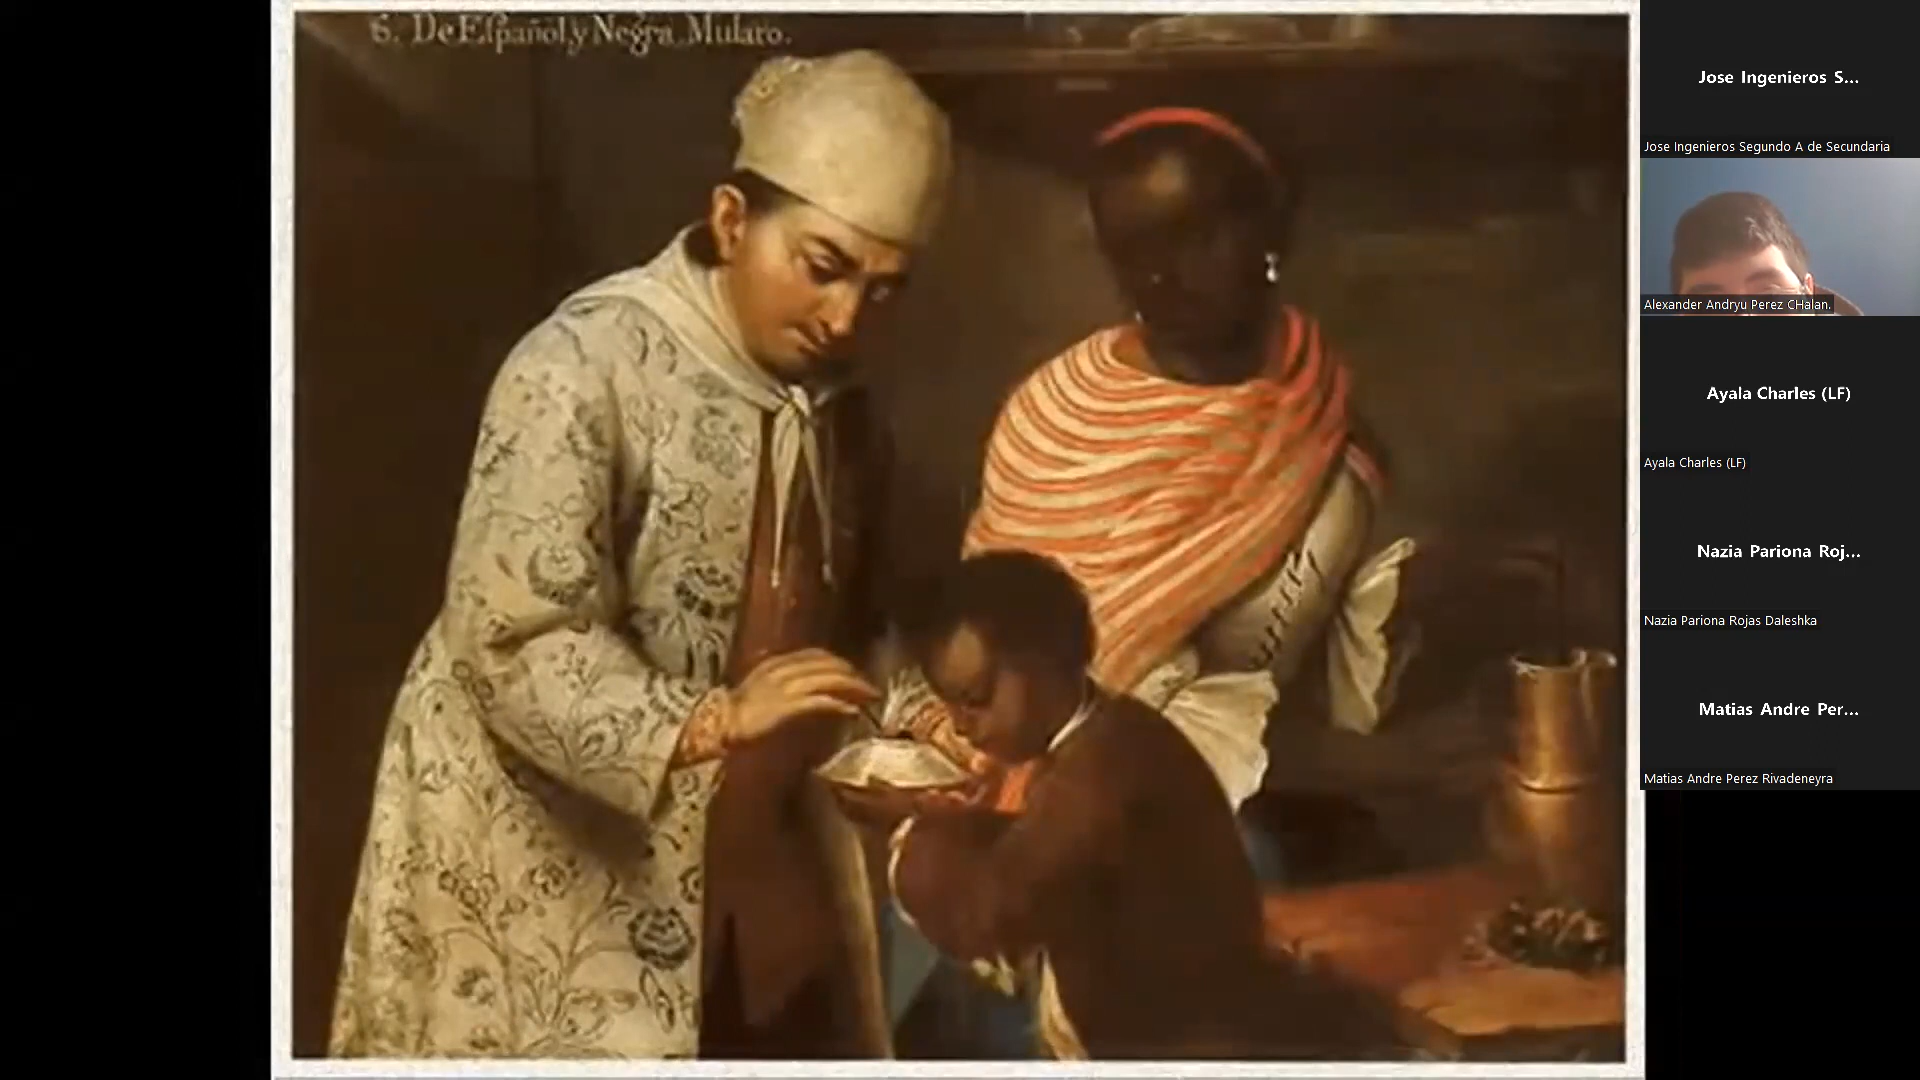 6. De Eſpañol, y Negra Mulato.
Jose Ingenieros S...
Jose Ingenieros Segundo A de Secundaria
Alexander Andryu Perez CHalan.
Ayala Charles (LF)
Ayala Charles (LF)
Nazia Pariona Roj...
Nazia Pariona Rojas Daleshka
Matias Andre Per...
Matias Andre Perez Rivadeneyra